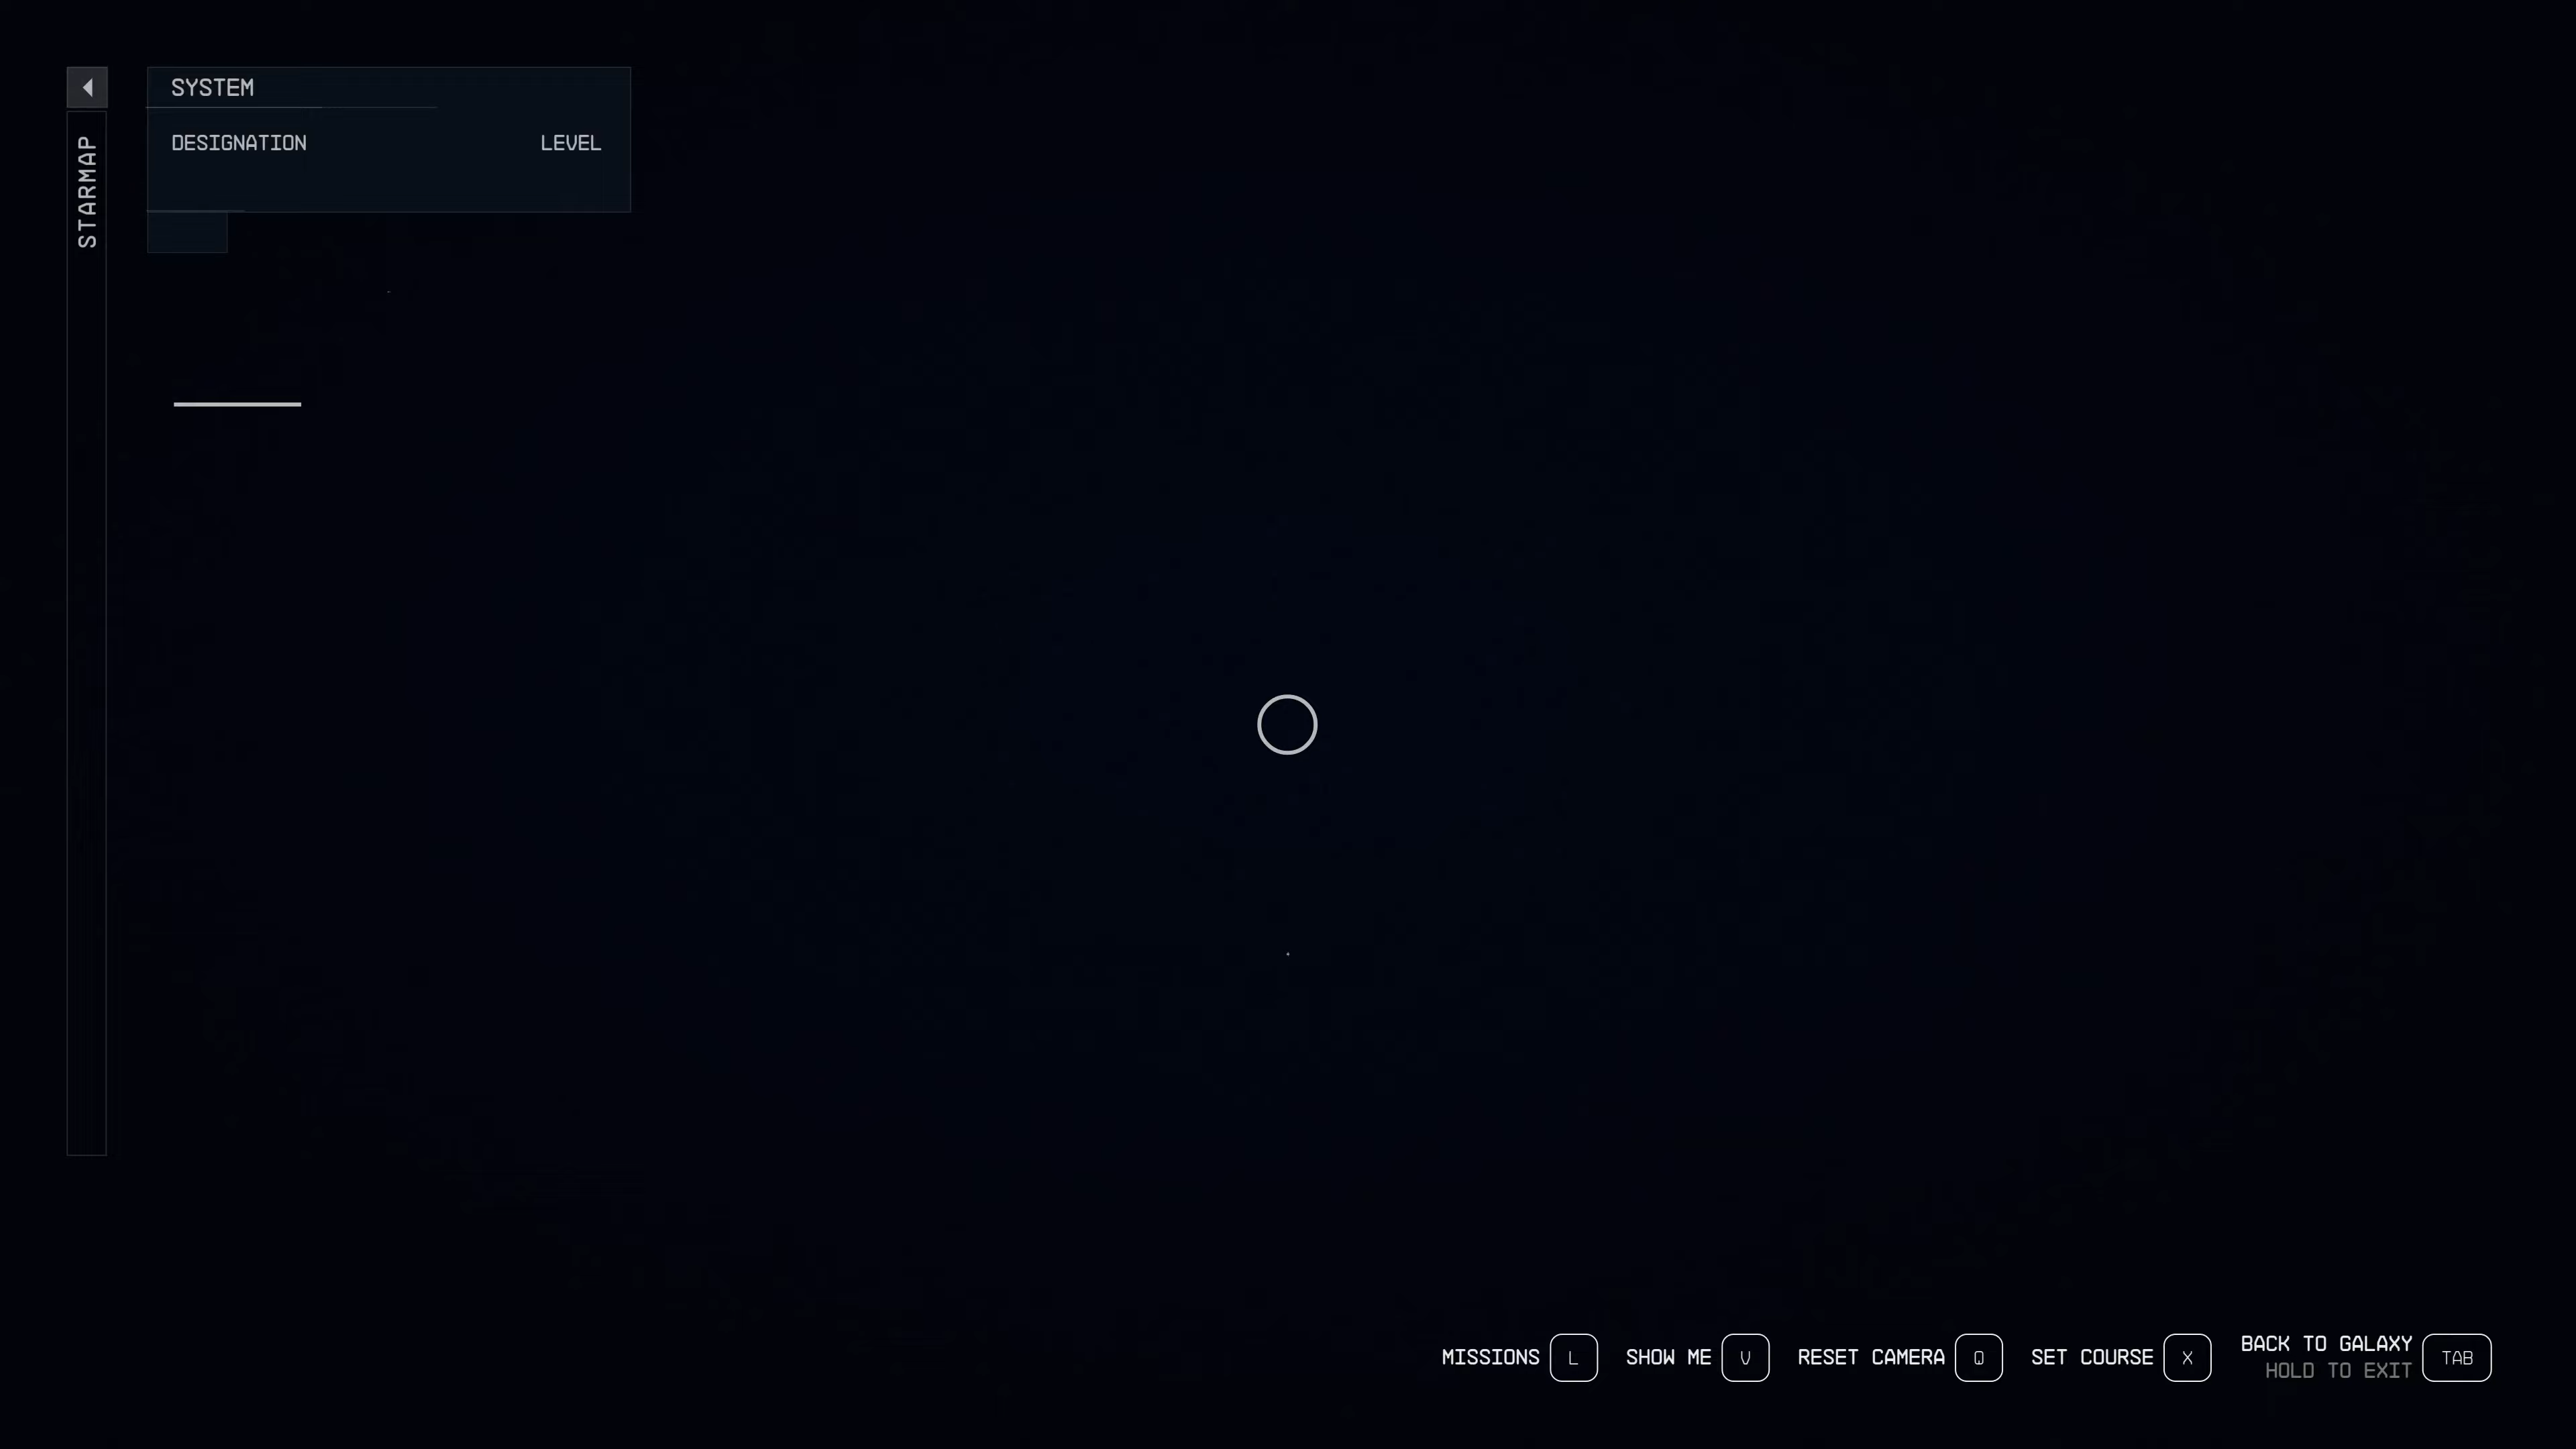 SYSTEM
DESIGNATION LEVEL
STARMAP
MISSIONS L SHOW ME V RESET CAMERA Q SET COURSE X BACK TO GALAXY TAB
HOLD TO EXIT